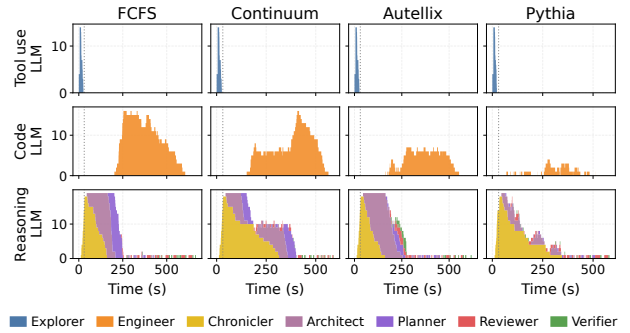 FCFS Continuum Autellix Pythia
Tool use
LLM
10
0
Code
LLM
10
0
Reasoning
LLM
10
0
0 250 500 0 250 500 0 250 500 0 250 500
Time (s) Time (s) Time (s) Time (s)
Explorer Engineer Chronicler Architect Planner Reviewer Verifier